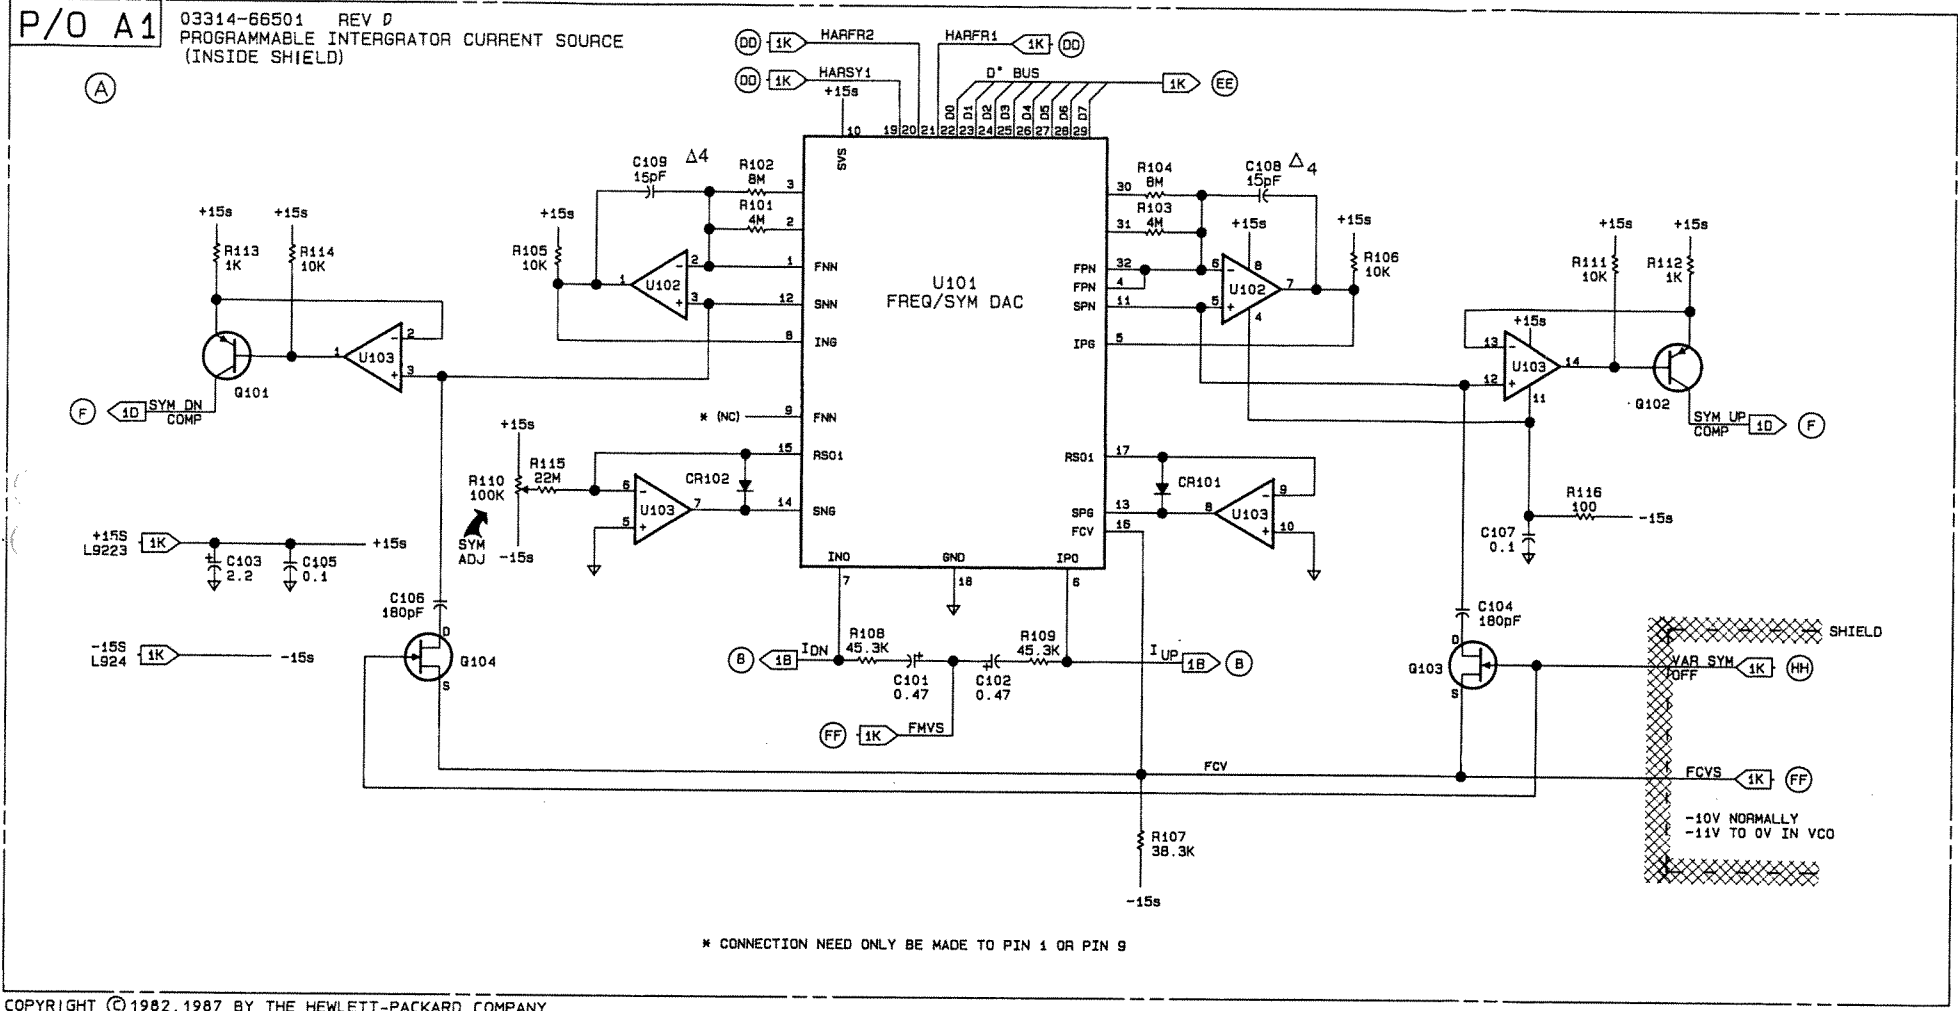 P/O A1
03314-66501 REV D
PROGRAMMABLE INTERGRATOR CURRENT SOURCE
(INSIDE SHIELD)
A
DD 1K HARFR2
HARFR1 1K DD
DD 1K HARSY1
D* BUS 1K EE
+15s
D0 D1 D2 D3 D4 D5 D6 D7
10 19 20 21 22 23 24 25 26 27 28 29
SVS
C109
15pF
Δ4
R102
8M
3
R101
4M
2
30
R104
8M
C108
15pF
Δ4
31
R103
4M
+15s
R113
1K
+15s
R114
10K
+15s
R105
10K
1
U102
2
3
1 FNN
12 SNN
8 ING
U101
FREQ/SYM DAC
FPN 32
FPN 4
SPN 11
IPG 5
+15s
6
5
8
U102
7
4
+15s
R106
10K
+15s
R111
10K
+15s
R112
1K
Q101
1
U103
2
3
+15s
13
12
U103
14
11
Q102
F 1D SYM DN
COMP
SYM UP
COMP 1D F
* (NC) 9 FNN
+15s
R110
100K
R115
22M
SYM
ADJ
-15s
6
5
U103
7
CR102
15 RSO1
14 SNG
RSO1 17
SPG 13
FCV 16
CR101
8
U103
9
10
R116
100
-15s
C107
0.1
+15S
L9223 1K +15s
C103
2.2
C105
0.1
INO
7
GND
18
IPO
6
C106
180pF
C104
180pF
-15S
L924 1K -15s
D
Q104
S
D
Q103
S
B 1B IDN
R108
45.3K
C101
0.47
C102
0.47
R109
45.3K
IUP 1B B
SHIELD
VAR SYM
OFF 1K HH
FF 1K FMVS
FCV
FCVS 1K FF
-10V NORMALLY
-11V TO 0V IN VCO
R107
38.3K
-15s
* CONNECTION NEED ONLY BE MADE TO PIN 1 OR PIN 9
COPYRIGHT © 1982, 1987 BY THE HEWLETT-PACKARD COMPANY